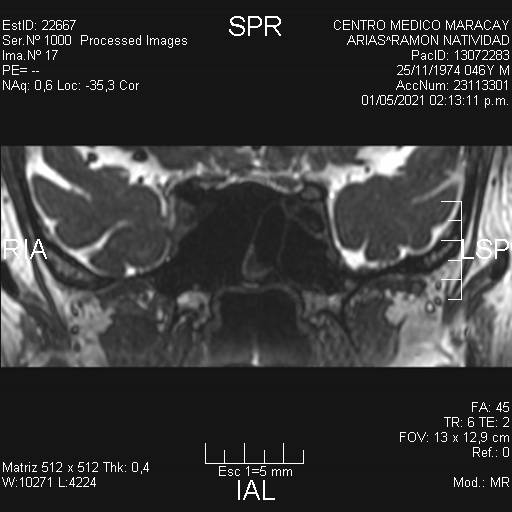 EstID: 22667
Ser.Nº 1000  Processed Images
Ima.Nº 17
PE= --
NAq: 0,6 Loc: -35,3 Cor
SPR
CENTRO MEDICO MARACAY
ARIAS^RAMON NATIVIDAD
PacID: 13072283
25/11/1974 046Y M
AccNum: 23113301
01/05/2021 02:13:11 p.m.
RIA
LSP
FA: 45
TR: 6 TE: 2
FOV: 13 x 12,9 cm
Ref.: 0
Mod.: MR
Esc 1=5 mm
IAL
Matriz 512 x 512 Thk: 0,4
W:10271 L:4224